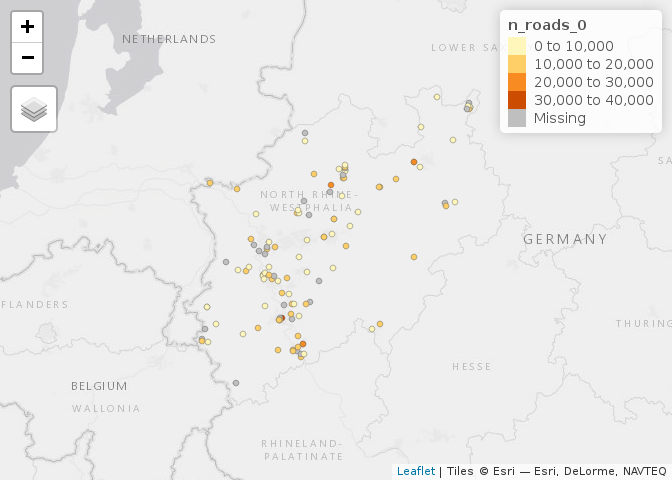 +
−
NETHERLANDS
LOWER SA
n_roads_0
0 to 10,000
10,000 to 20,000
20,000 to 30,000
30,000 to 40,000
Missing
SA
NORTH RHINE-
WESTPHALIA
GERMANY
FLANDERS
THURING
HESSE
BELGIUM
WALLONIA
RHINELAND-
PALATINATE
Leaflet | Tiles © Esri — Esri, DeLorme, NAVTEQ